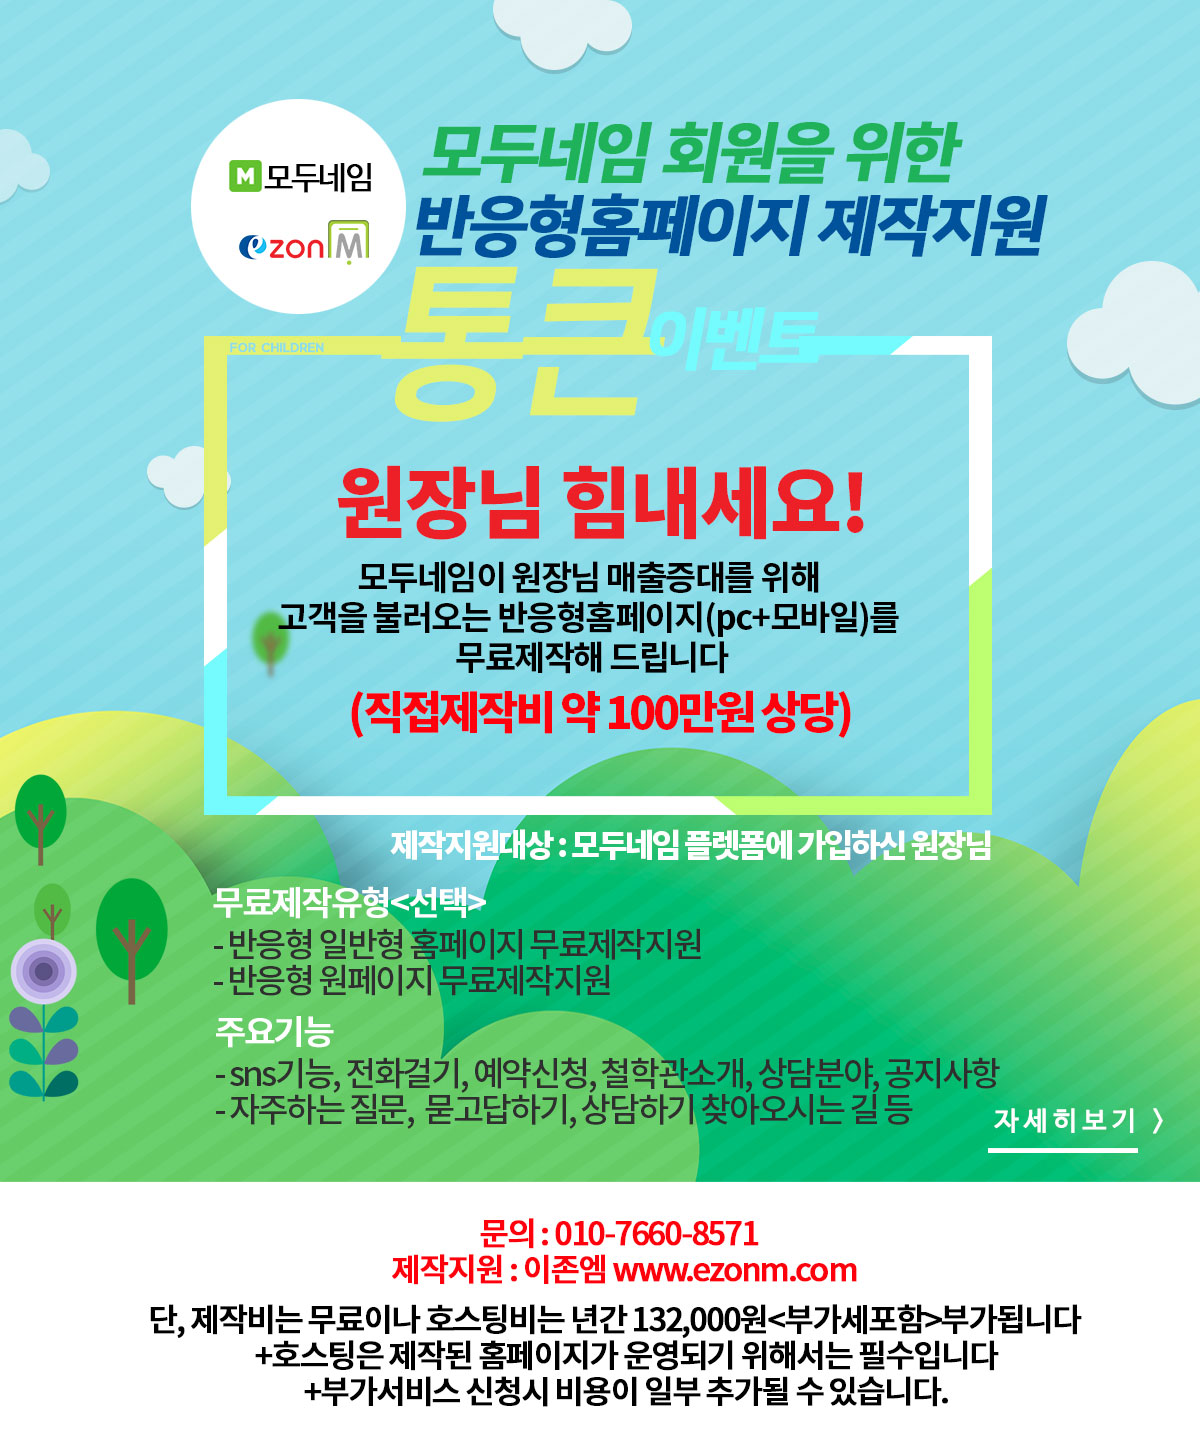 M 모두네임
ezon M
모두네임 회원을 위한
반응형홈페이지 제작지원
통큰 이벤트
FOR CHILDREN
원장님 힘내세요!
모두네임이 원장님 매출증대를 위해
고객을 불러오는 반응형홈페이지(pc+모바일)를
무료제작해 드립니다
(직접제작비 약 100만원 상당)
제작지원대상 : 모두네임 플렛폼에 가입하신 원장님
무료제작유형<선택>
- 반응형 일반형 홈페이지 무료제작지원
- 반응형 원페이지 무료제작지원
주요기능
- sns기능, 전화걸기, 예약신청, 철학관소개, 상담분야, 공지사항
- 자주하는 질문, 묻고답하기, 상담하기 찾아오시는 길 등
자세히보기 〉
문의 : 010-7660-8571
제작지원 : 이존엠 www.ezonm.com
단, 제작비는 무료이나 호스팅비는 년간 132,000원<부가세포함>부가됩니다
+호스팅은 제작된 홈페이지가 운영되기 위해서는 필수입니다
+부가서비스 신청시 비용이 일부 추가될 수 있습니다.